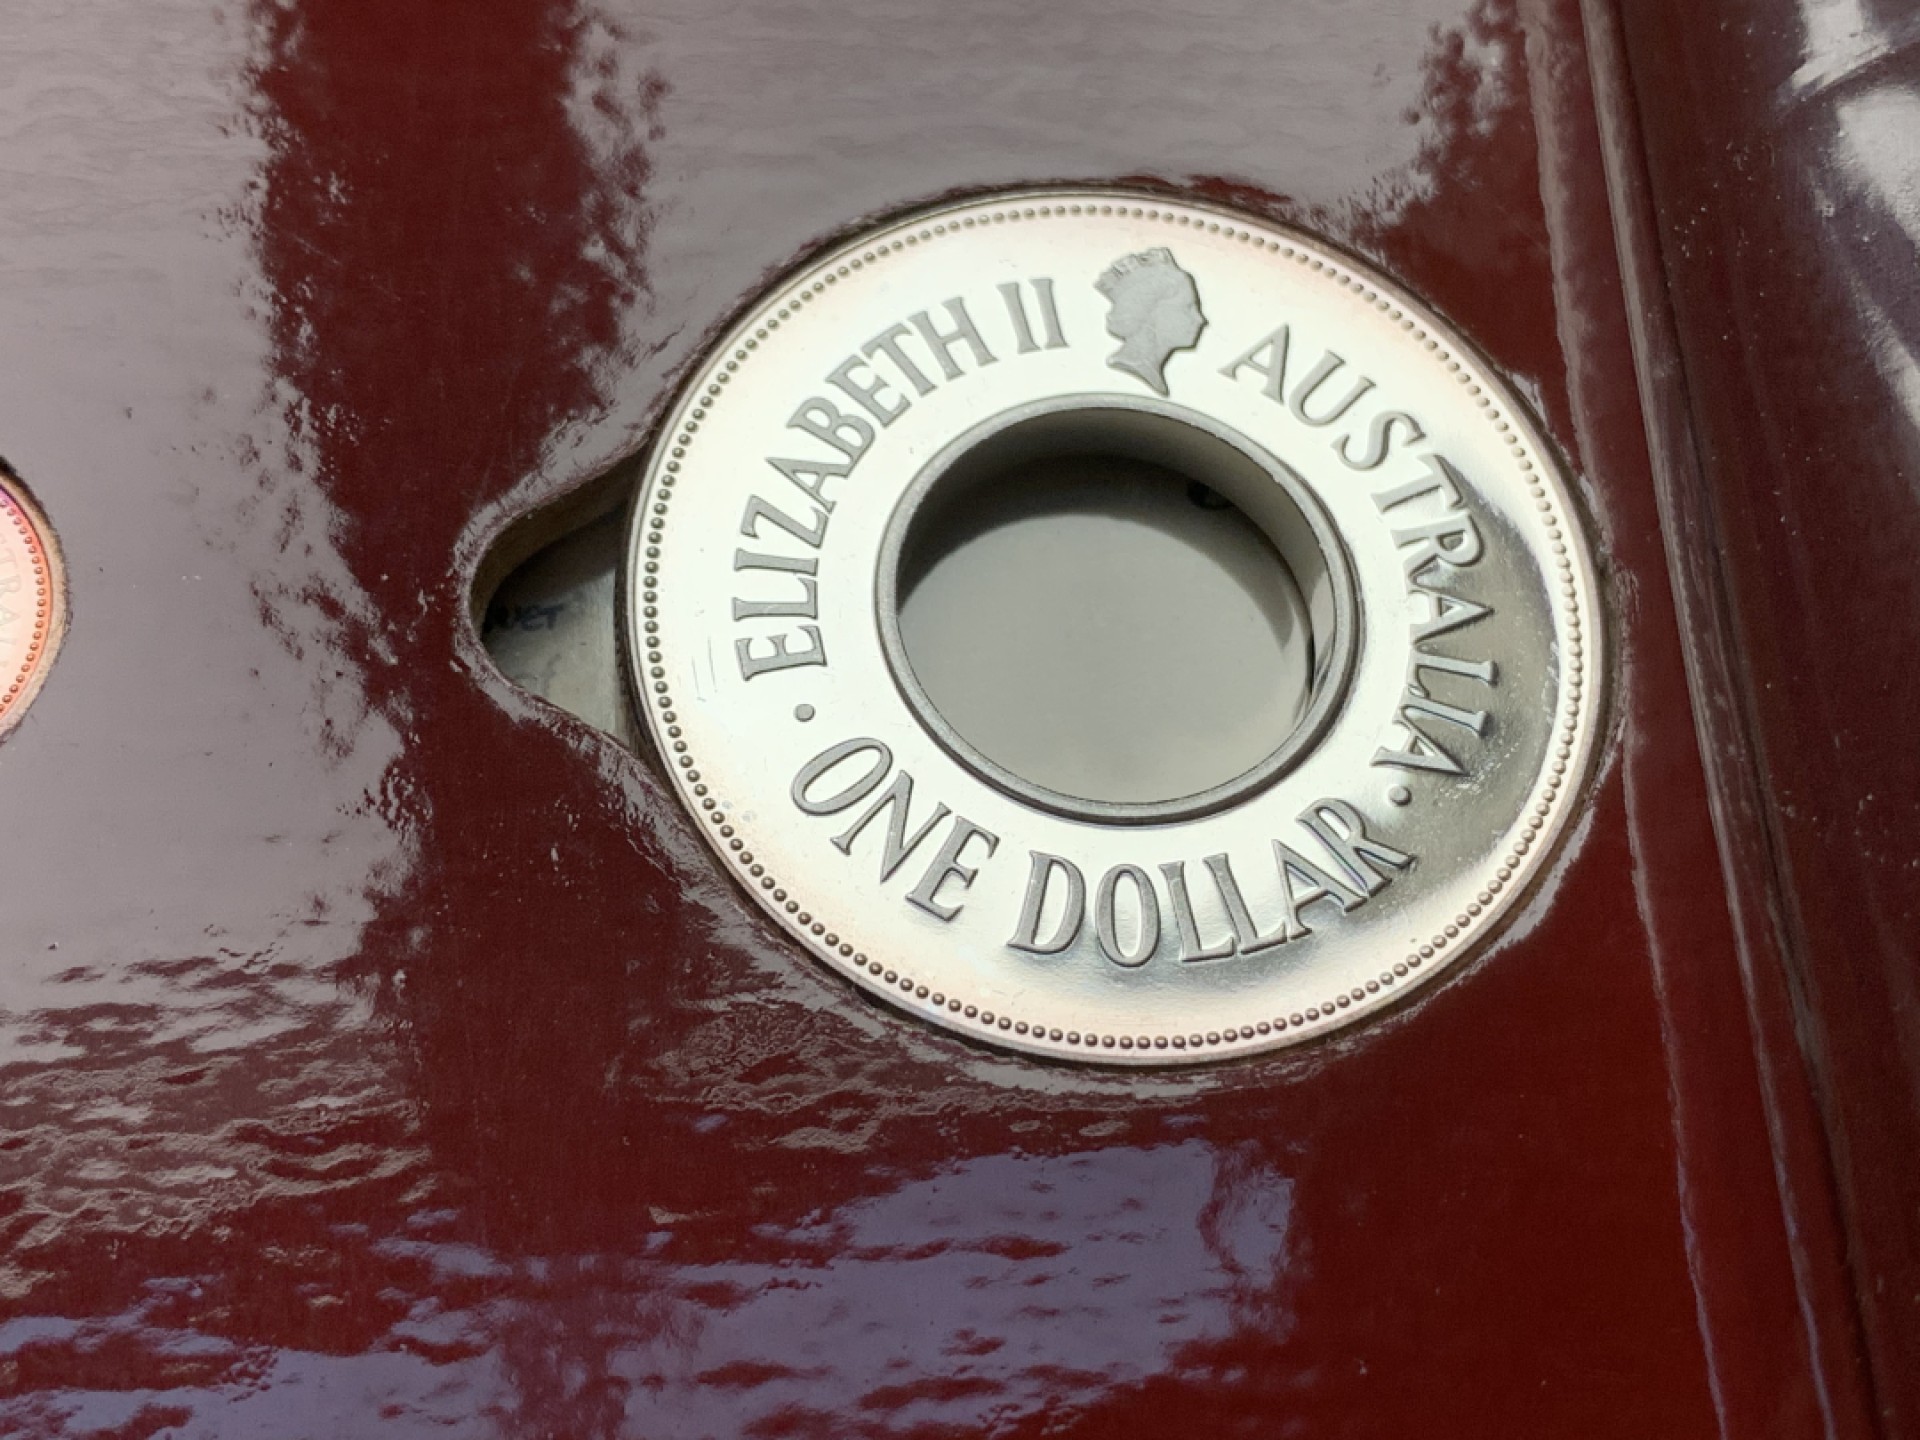 ELIZABETH II AUSTRALIA
· ONE DOLLAR ·